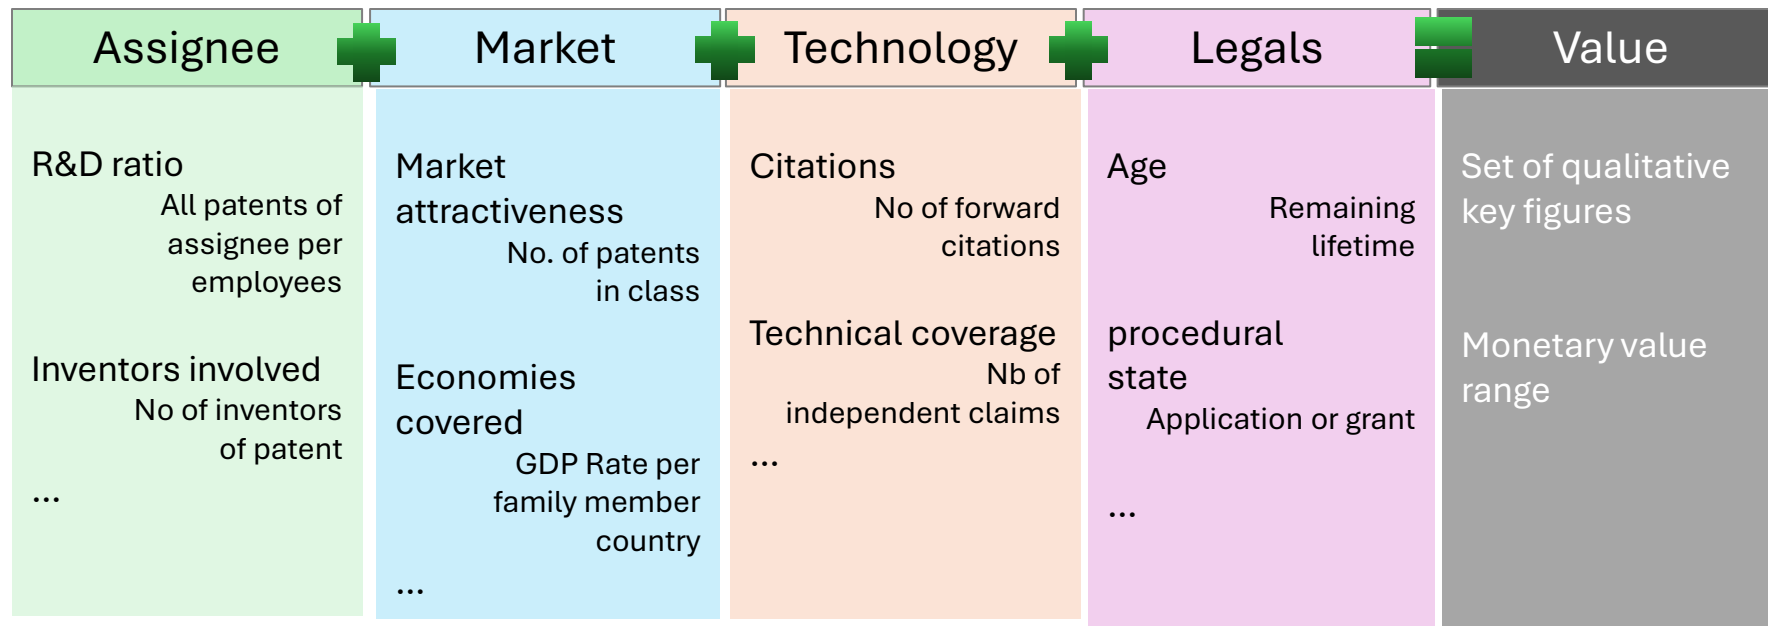 Assignee
Market
Technology
Legals
Value
R&D ratio
All patents of
assignee per
employees
Inventors involved
No of inventors
of patent
...
Market
attractiveness
No. of patents
in class
Economies
covered
GDP Rate per
family member
country
...
Citations
No of forward
citations
Technical coverage
Nb of
independent claims
...
Age
Remaining
lifetime
procedural
state
Application or grant
...
Set of qualitative
key figures
Monetary value
range